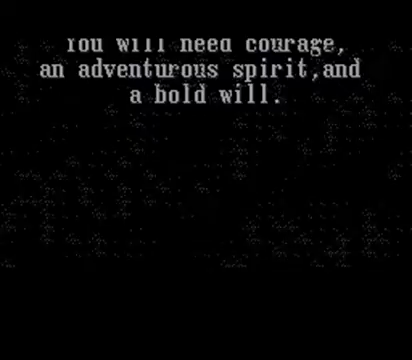 You will need courage,
an adventurous spirit,and
a bold will.